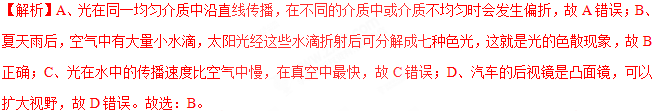 【解析】A、光在同一均匀介质中沿直线传播，在不同的介质中或介质不均匀时会发生偏折，故 A 错误；B、
夏天雨后，空气中有大量小水滴，太阳光经这些水滴折射后可分解成七种色光，这就是光的色散现象，故 B
正确；C、光在水中的传播速度比空气中慢，在真空中最快，故 C 错误；D、汽车的后视镜是凸面镜，可以
扩大视野，故 D 错误。故选：B。